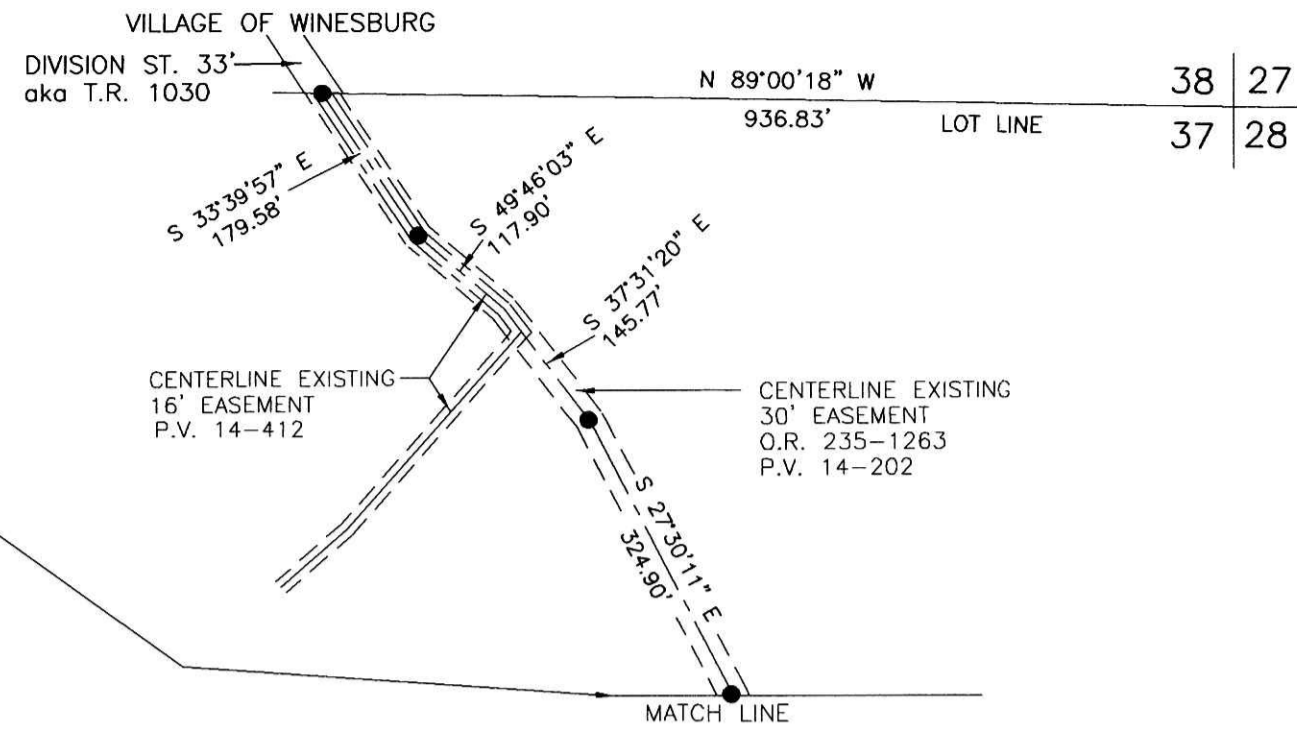 VILLAGE OF WINESBURG
DIVISION ST. 33'
aka T.R. 1030
N 89°00'18" W
936.83'
LOT LINE
38 27
37 28
S 33°39'57" E
179.58'
S 49°46'03" E
117.90'
S 37°31'20" E
145.77'
CENTERLINE EXISTING
16' EASEMENT
P.V. 14-412
CENTERLINE EXISTING
30' EASEMENT
O.R. 235-1263
P.V. 14-202
S 27°30'11" E
324.90'
MATCH LINE